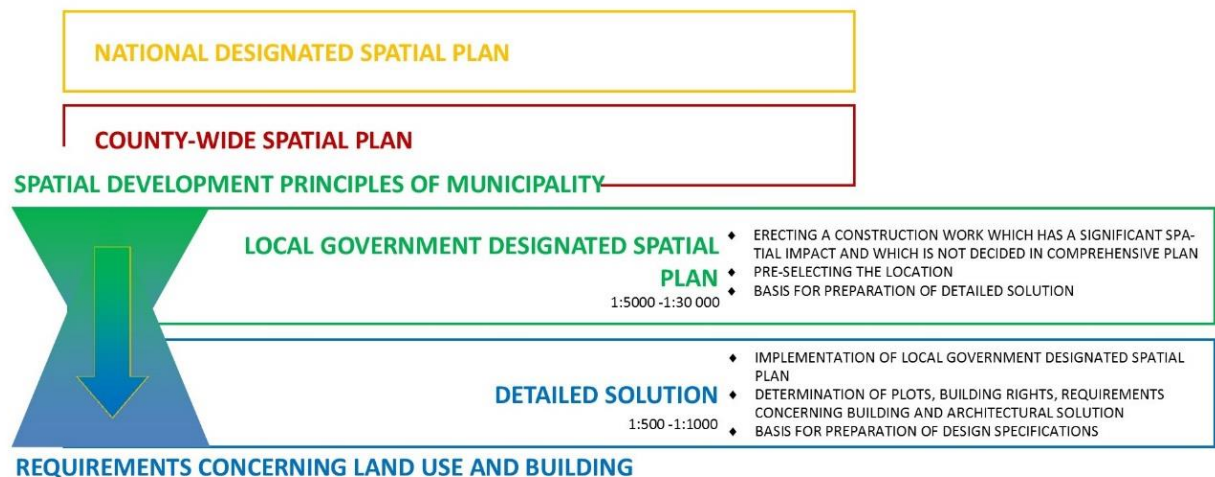 NATIONAL DESIGNATED SPATIAL PLAN
COUNTY-WIDE SPATIAL PLAN
SPATIAL DEVELOPMENT PRINCIPLES OF MUNICIPALITY
LOCAL GOVERNMENT DESIGNATED SPATIAL
PLAN
1:5000 -1:30 000
♦ ERECTING A CONSTRUCTION WORK WHICH HAS A SIGNIFICANT SPA-
TIAL IMPACT AND WHICH IS NOT DECIDED IN COMPREHENSIVE PLAN
♦ PRE-SELECTING THE LOCATION
♦ BASIS FOR PREPARATION OF DETAILED SOLUTION
DETAILED SOLUTION
1:500 -1:1000
♦ IMPLEMENTATION OF LOCAL GOVERNMENT DESIGNATED SPATIAL
PLAN
♦ DETERMINATION OF PLOTS, BUILDING RIGHTS, REQUIREMENTS
CONCERNING BUILDING AND ARCHITECTURAL SOLUTION
♦ BASIS FOR PREPARATION OF DESIGN SPECIFICATIONS
REQUIREMENTS CONCERNING LAND USE AND BUILDING